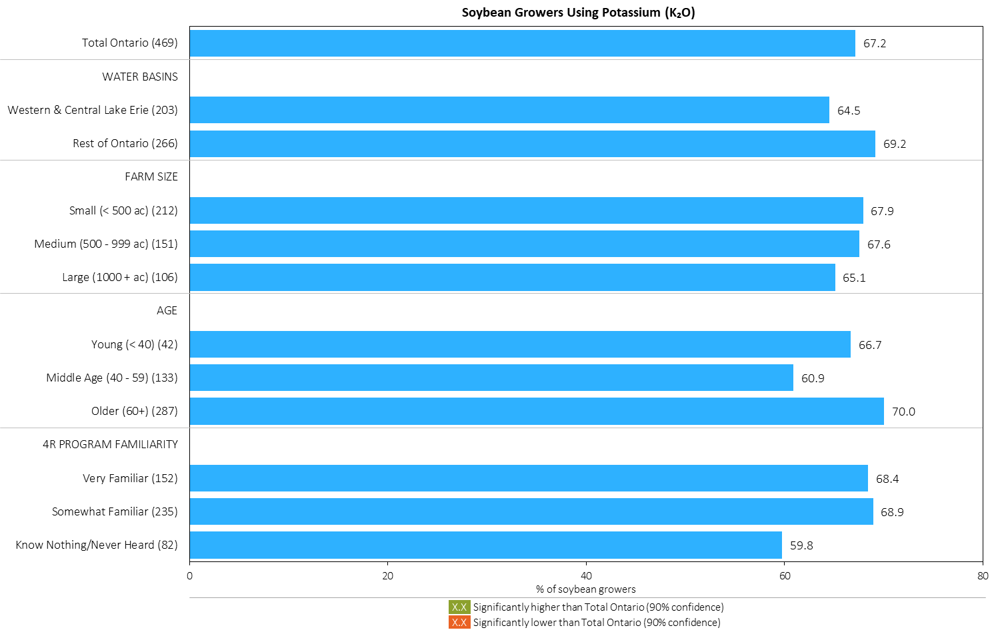 Soybean Growers Using Potassium (K₂O)
Total Ontario (469) 67.2
WATER BASINS
Western & Central Lake Erie (203) 64.5
Rest of Ontario (266) 69.2
FARM SIZE
Small (< 500 ac) (212) 67.9
Medium (500 - 999 ac) (151) 67.6
Large (1000 + ac) (106) 65.1
AGE
Young (< 40) (42) 66.7
Middle Age (40 - 59) (133) 60.9
Older (60+) (287) 70.0
4R PROGRAM FAMILIARITY
Very Familiar (152) 68.4
Somewhat Familiar (235) 68.9
Know Nothing/Never Heard (82) 59.8
0 20 40 60 80
% of soybean growers
X.X Significantly higher than Total Ontario (90% confidence)
X.X Significantly lower than Total Ontario (90% confidence)